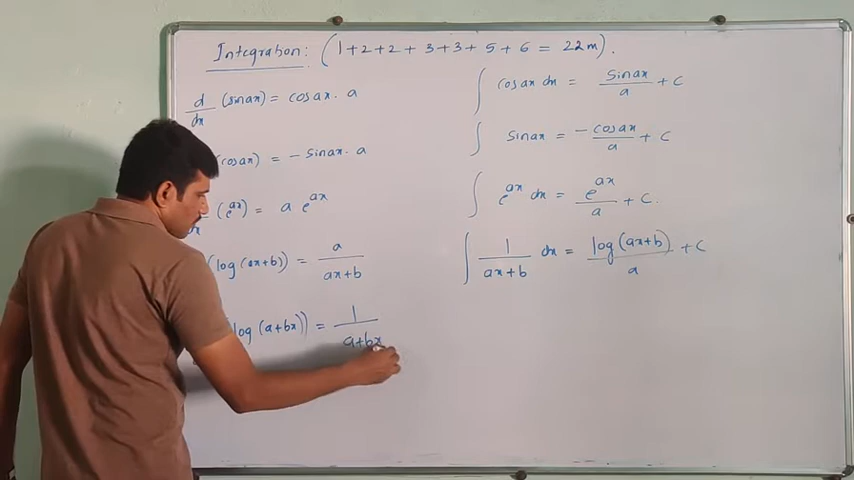 Integration: (1+2+2+3+3+5+6 = 22m).
d/dx (sinax) = cosax. a
(cosax) = - sinax. a
dx (e^ax) = a e^ax
(log (ax+b)) = a/ax+b
log (a+bx)) = 1/a+bx
∫ cosax dx = sinax/a + c
∫ sinax = - cosax/a + c
∫ e^ax dx = e^ax/a + c.
∫ 1/ax+b dx = log(ax+b)/a + c